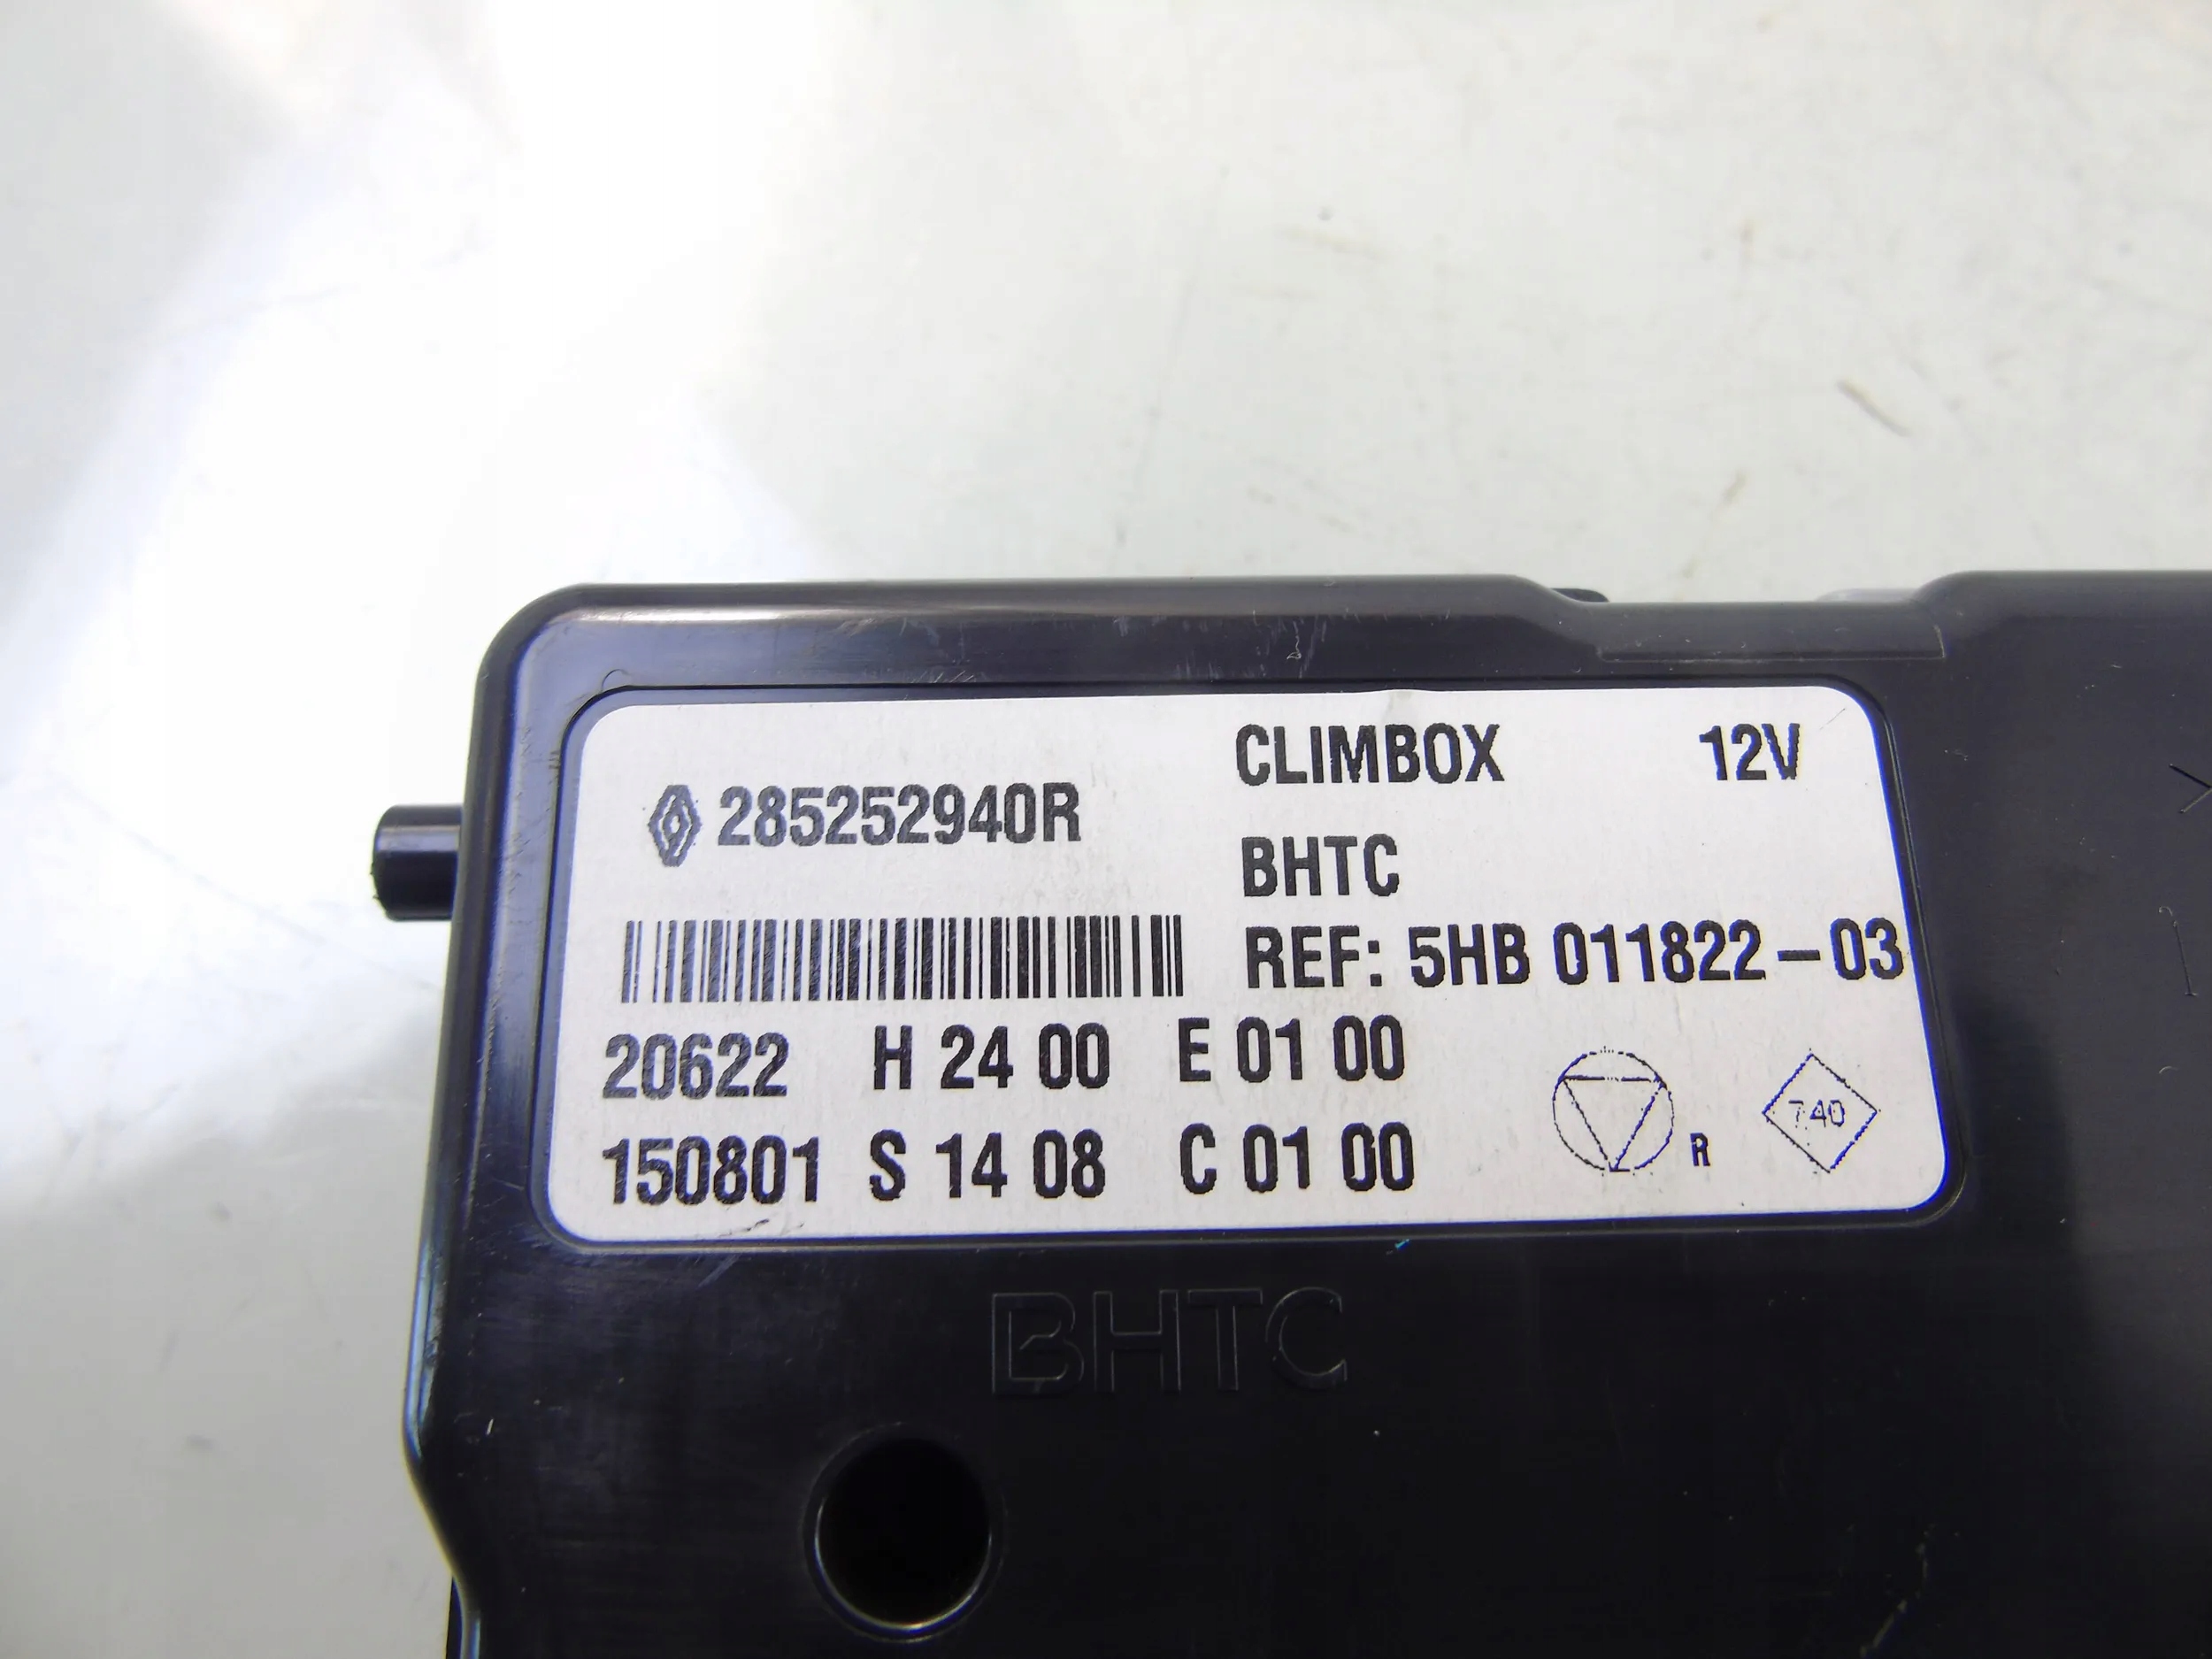 285252940R
CLIMBOX 12V
BHTC
REF: 5HB 011822-03
20622 H 24 00 E 01 00
150801 S 14 08 C 01 00
R
740
BHTC